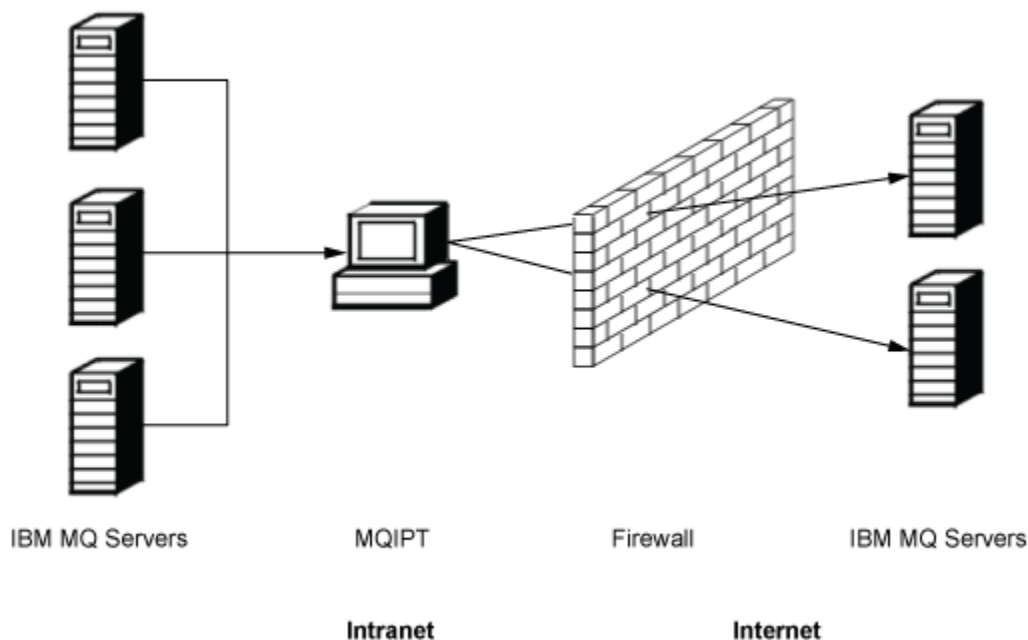 IBM MQ Servers
MQIPT
Firewall
IBM MQ Servers
Intranet
Internet